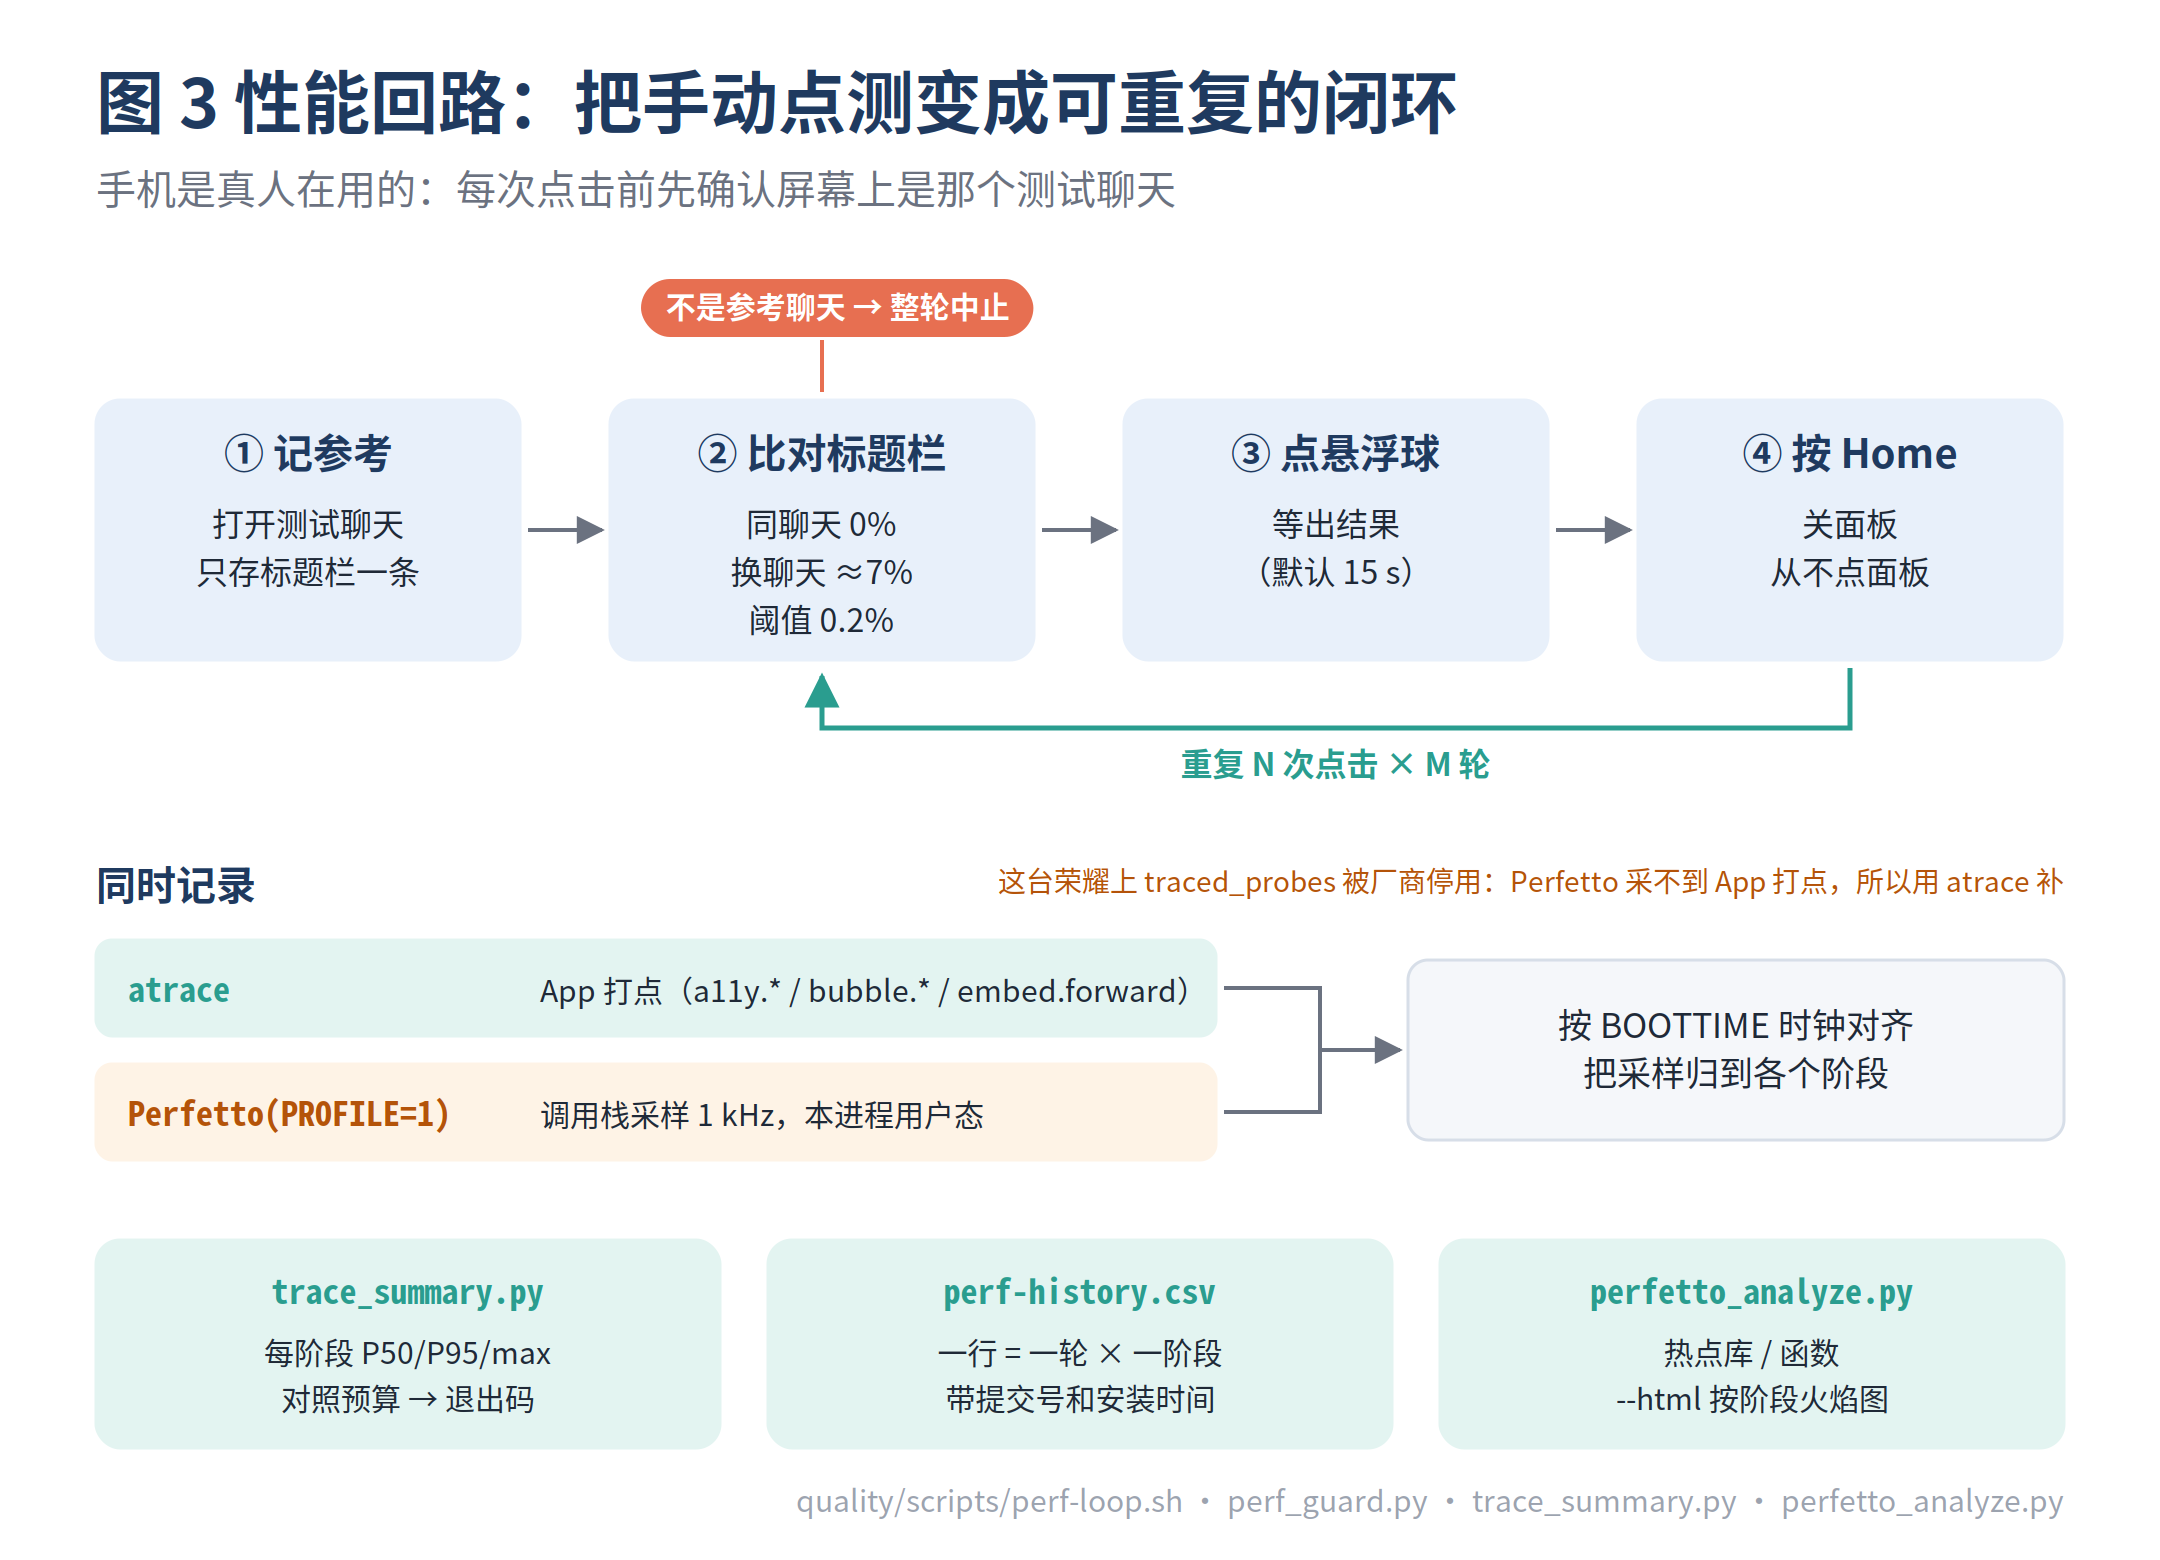 图 3 性能回路：把手动点测变成可重复的闭环
手机是真人在用的：每次点击前先确认屏幕上是那个测试聊天
不是参考聊天 → 整轮中止
① 记参考
打开测试聊天
只存标题栏一条
② 比对标题栏
同聊天 0%
换聊天 ≈7%
阈值 0.2%
③ 点悬浮球
等出结果
（默认 15 s）
④ 按 Home
关面板
从不点面板
重复 N 次点击 × M 轮
同时记录
这台荣耀上 traced_probes 被厂商停用：Perfetto 采不到 App 打点，所以用 atrace 补
atrace
App 打点（a11y.* / bubble.* / embed.forward）
Perfetto(PROFILE=1)
调用栈采样 1 kHz，本进程用户态
按 BOOTTIME 时钟对齐
把采样归到各个阶段
trace_summary.py
每阶段 P50/P95/max
对照预算 → 退出码
perf-history.csv
一行 = 一轮 × 一阶段
带提交号和安装时间
perfetto_analyze.py
热点库 / 函数
--html 按阶段火焰图
quality/scripts/perf-loop.sh · perf_guard.py · trace_summary.py · perfetto_analyze.py